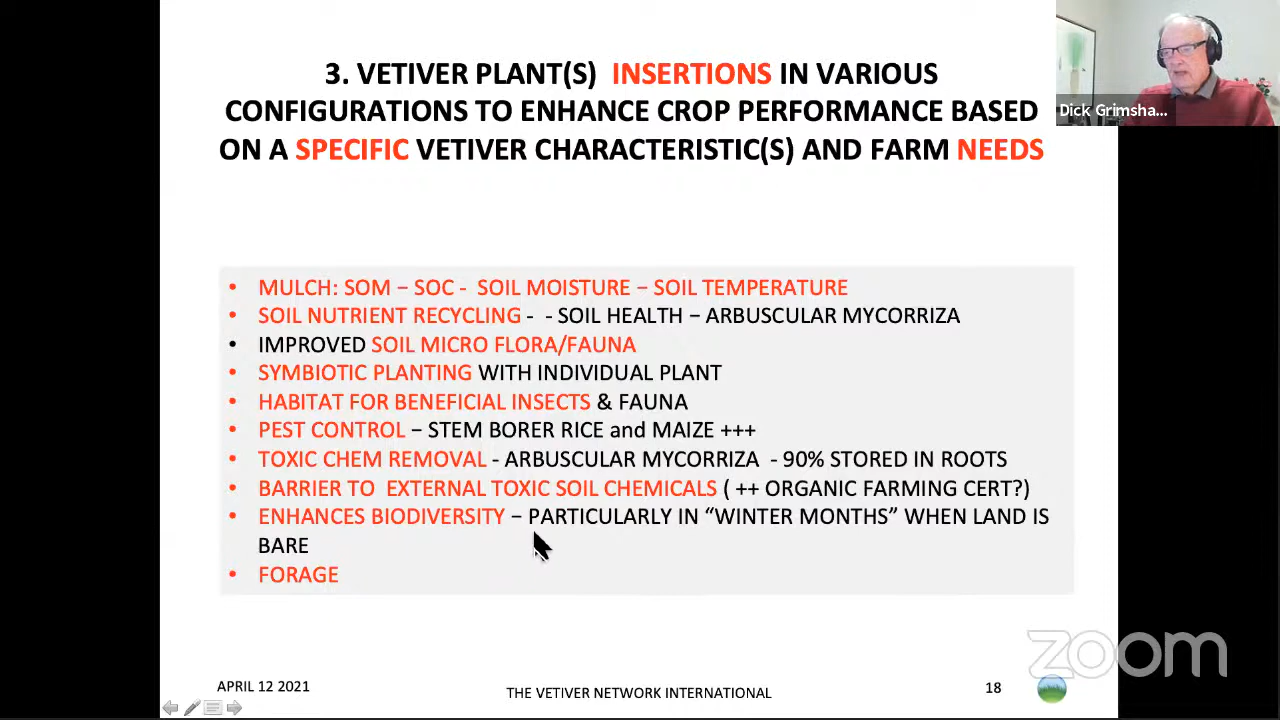 3. VETIVER PLANT(S) INSERTIONS IN VARIOUS
CONFIGURATIONS TO ENHANCE CROP PERFORMANCE BASED
ON A SPECIFIC VETIVER CHARACTERISTIC(S) AND FARM NEEDS
Dick Grimsha...
• MULCH: SOM – SOC - SOIL MOISTURE – SOIL TEMPERATURE
• SOIL NUTRIENT RECYCLING - - SOIL HEALTH – ARBUSCULAR MYCORRIZA
• IMPROVED SOIL MICRO FLORA/FAUNA
• SYMBIOTIC PLANTING WITH INDIVIDUAL PLANT
• HABITAT FOR BENEFICIAL INSECTS & FAUNA
• PEST CONTROL – STEM BORER RICE and MAIZE +++
• TOXIC CHEM REMOVAL - ARBUSCULAR MYCORRIZA - 90% STORED IN ROOTS
• BARRIER TO EXTERNAL TOXIC SOIL CHEMICALS ( ++ ORGANIC FARMING CERT?)
• ENHANCES BIODIVERSITY – PARTICULARLY IN “WINTER MONTHS” WHEN LAND IS
BARE
• FORAGE
zoom
APRIL 12 2021
THE VETIVER NETWORK INTERNATIONAL
18